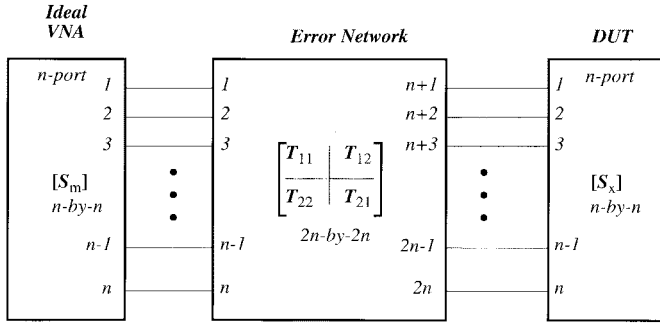 Ideal
VNA
Error Network
DUT
n-port
1
2
3
[Sm]
n-by-n
n-1
n
1
2
3
n-1
n
T11 T12
T22 T21
2n-by-2n
n+1
n+2
n+3
2n-1
2n
n-port
1
2
3
[Sx]
n-by-n
n-1
n